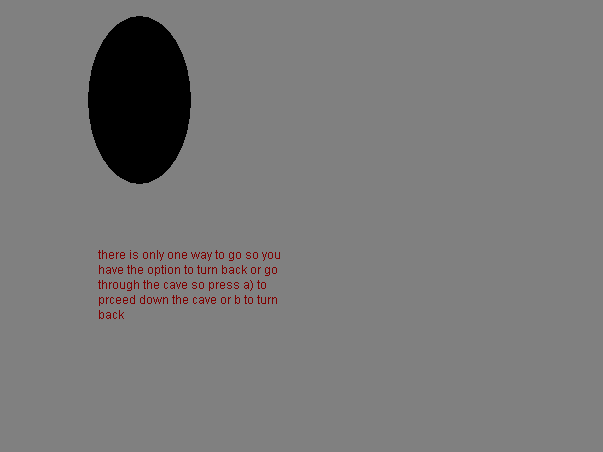 there is only one way to go so you
have the option to turn back or go
through the cave so press a) to
prceed down the cave or b to turn
back